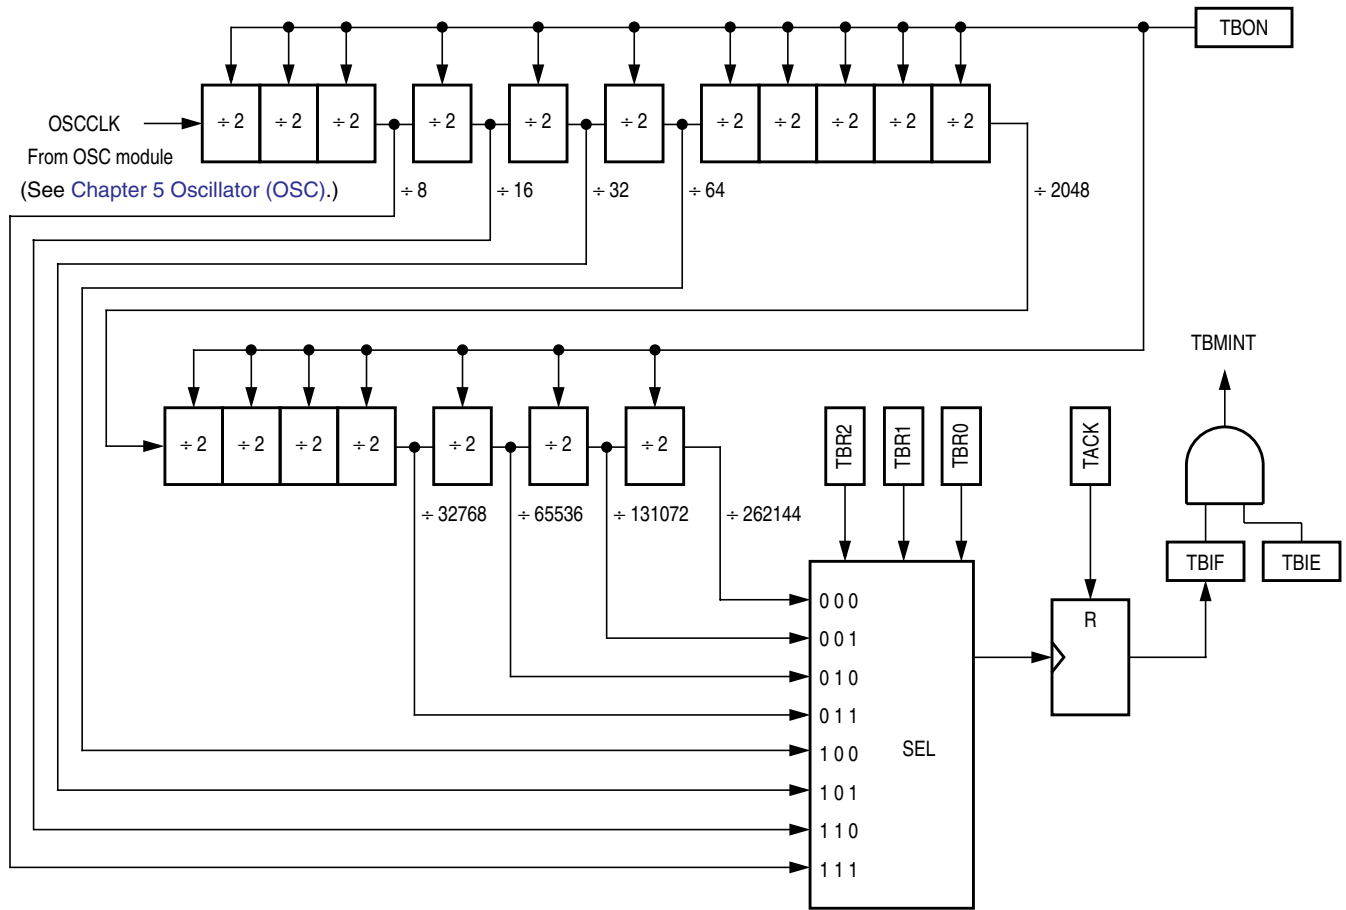 TBON
OSCCLK
÷ 2 ÷ 2 ÷ 2 ÷ 2 ÷ 2 ÷ 2 ÷ 2 ÷ 2 ÷ 2 ÷ 2 ÷ 2
From OSC module
(See Chapter 5 Oscillator (OSC).)
÷ 8 ÷ 16 ÷ 32 ÷ 64 ÷ 2048
TBMINT
÷ 2 ÷ 2 ÷ 2 ÷ 2 ÷ 2 ÷ 2 ÷ 2
TBR2 TBR1 TBR0 TACK
÷ 32768 ÷ 65536 ÷ 131072 ÷ 262144
TBIF TBIE
0 0 0
R
0 0 1
0 1 0
0 1 1
SEL
1 0 0
1 0 1
1 1 0
1 1 1